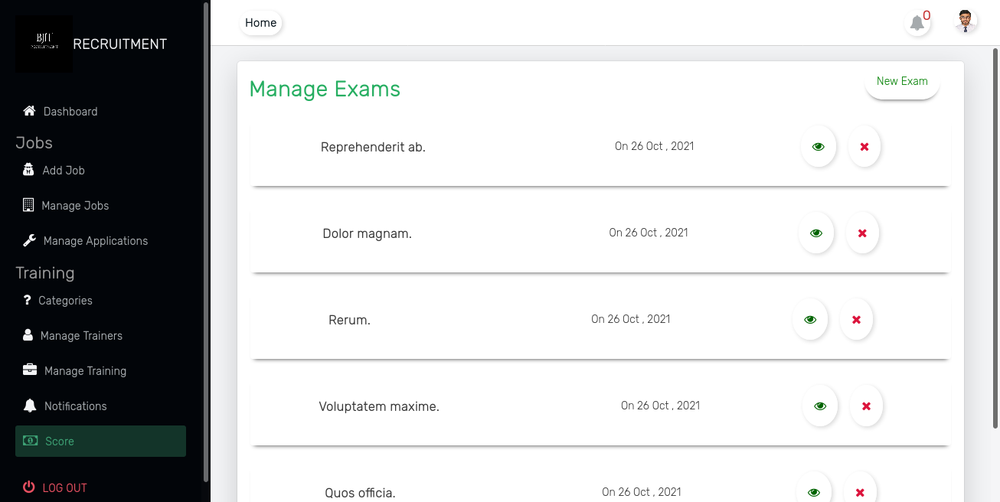 BJN
RECRUITMENT
RECRUITMENT
Home
0
Dashboard
Jobs
Add Job
Manage Jobs
Manage Applications
Training
Categories
Manage Trainers
Manage Training
Notifications
Score
LOG OUT
Manage Exams
New Exam
Reprehenderit ab.
On 26 Oct , 2021
Dolor magnam.
On 26 Oct , 2021
Rerum.
On 26 Oct , 2021
Voluptatem maxime.
On 26 Oct , 2021
Quos officia.
On 26 Oct , 2021